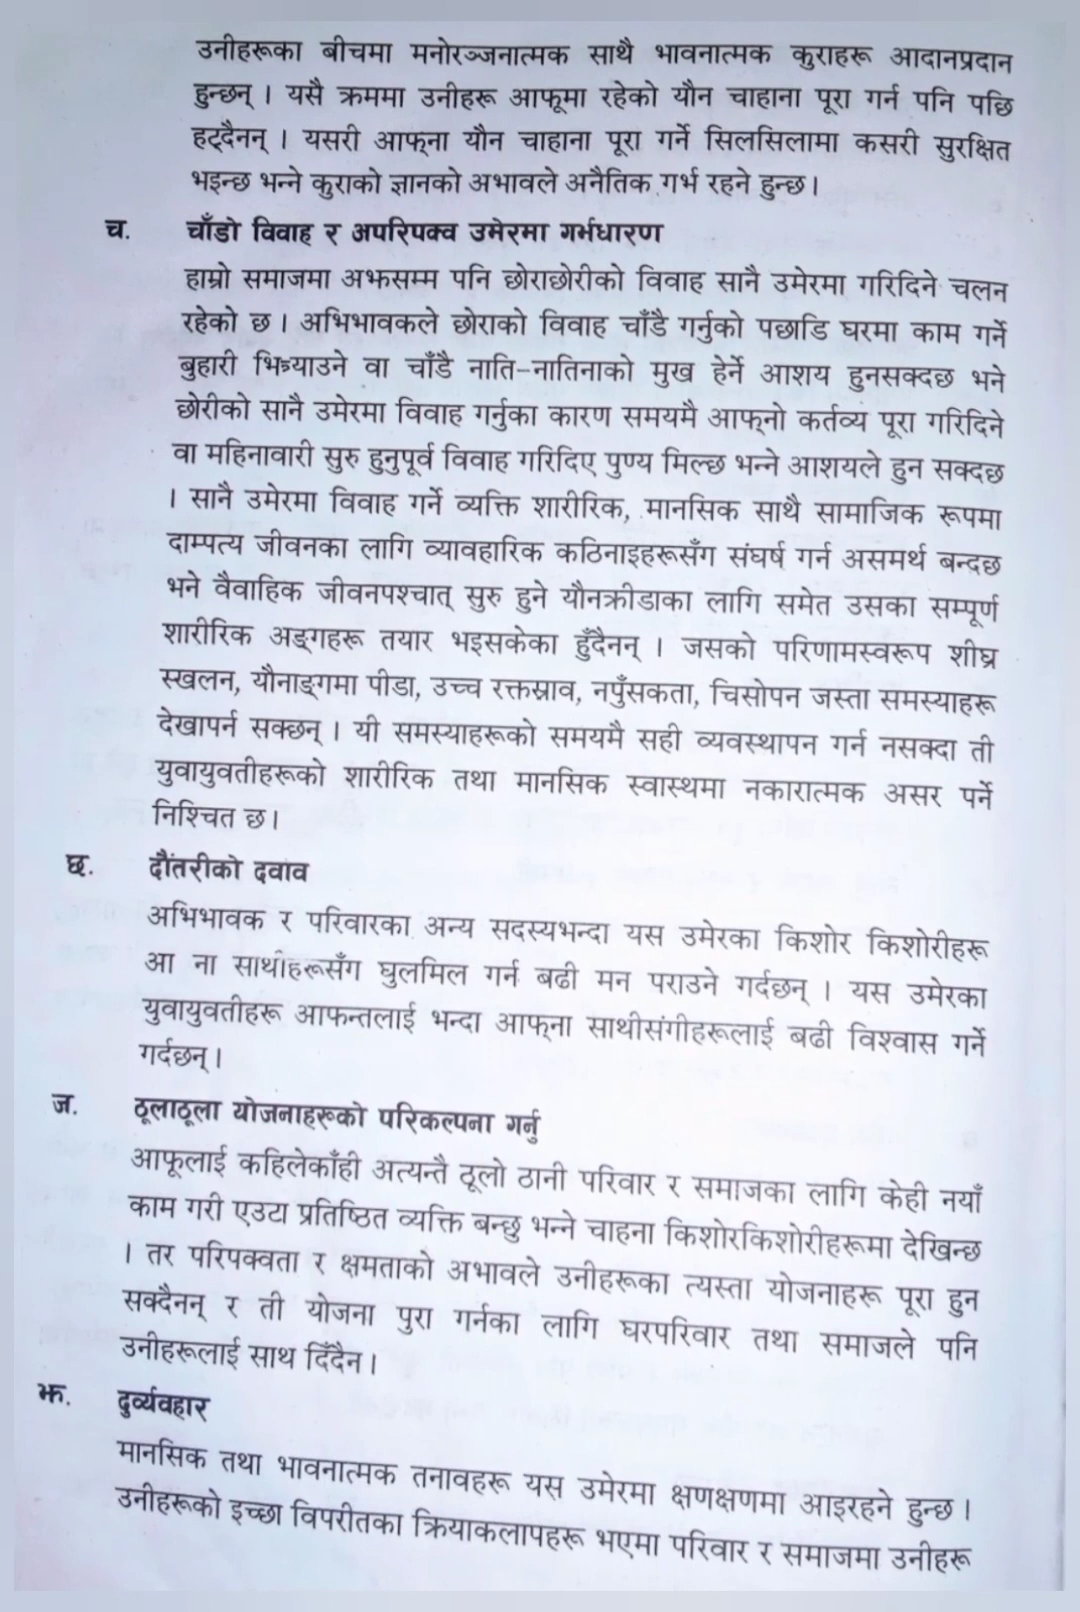 उनीहरूका बीचमा मनोरञ्जनात्मक साथै भावनात्मक कुराहरू आदानप्रदान
हुन्छन् । यसै क्रममा उनीहरू आफूमा रहेको यौन चाहाना पूरा गर्न पनि पछि
हट्दैनन् । यसरी आफ्ना यौन चाहाना पूरा गर्ने सिलसिलामा कसरी सुरक्षित
भइन्छ भन्ने कुराको ज्ञानको अभावले अनैतिक गर्भ रहने हुन्छ।
च. चाँडो विवाह र अपरिपक्व उमेरमा गर्भधारण
हाम्रो समाजमा अझसम्म पनि छोराछोरीको विवाह सानै उमेरमा गरिदिने चलन
रहेको छ । अभिभावकले छोराको विवाह चाँडै गर्नुको पछाडि घरमा काम गर्ने
बुहारी भित्र्याउने वा चाँडै नाति-नातिनाको मुख हेर्ने आशय हुनसक्दछ भने
छोरीको सानै उमेरमा विवाह गर्नुका कारण समयमै आफ्नो कर्तव्य पूरा गरिदिने
वा महिनावारी सुरु हुनुपूर्व विवाह गरिदिए पुण्य मिल्छ भन्ने आशयले हुन सक्दछ
। सानै उमेरमा विवाह गर्ने व्यक्ति शारीरिक, मानसिक साथै सामाजिक रूपमा
दाम्पत्य जीवनका लागि व्यावहारिक कठिनाइहरूसँग संघर्ष गर्न असमर्थ बन्दछ
भने वैवाहिक जीवनपश्चात् सुरु हुने यौनक्रीडाका लागि समेत उसका सम्पूर्ण
शारीरिक अङ्गहरू तयार भइसकेका हुँदैनन् । जसको परिणामस्वरूप शीघ्र
स्खलन, यौनाङ्गमा पीडा, उच्च रक्तस्राव, नपुँसकता, चिसोपन जस्ता समस्याहरू
देखापर्न सक्छन् । यी समस्याहरूको समयमै सही व्यवस्थापन गर्न नसक्दा ती
युवायुवतीहरूको शारीरिक तथा मानसिक स्वास्थमा नकारात्मक असर पर्ने
निश्चित छ।
छ. दौंतरीको दवाव
अभिभावक र परिवारका अन्य सदस्यभन्दा यस उमेरका किशोर किशोरीहरू
आ ना साथीहरूसँग घुलमिल गर्न बढी मन पराउने गर्दछन् । यस उमेरका
युवायुवतीहरू आफन्तलाई भन्दा आफ्ना साथीसंगीहरूलाई बढी विश्वास गर्ने
गर्दछन्।
ज. ठूलाठूला योजनाहरूको परिकल्पना गर्नु
आफूलाई कहिलेकाँही अत्यन्तै ठूलो ठानी परिवार र समाजका लागि केही नयाँ
काम गरी एउटा प्रतिष्ठित व्यक्ति बन्छु भन्ने चाहना किशोरकिशोरीहरूमा देखिन्छ
। तर परिपक्वता र क्षमताको अभावले उनीहरूका त्यस्ता योजनाहरू पूरा हुन
सक्दैनन् र ती योजना पुरा गर्नका लागि घरपरिवार तथा समाजले पनि
उनीहरूलाई साथ दिँदैन।
झ. दुर्व्यवहार
मानसिक तथा भावनात्मक तनावहरू यस उमेरमा क्षणक्षणमा आइरहने हुन्छ ।
उनीहरूको इच्छा विपरीतका क्रियाकलापहरू भएमा परिवार र समाजमा उनीहरू